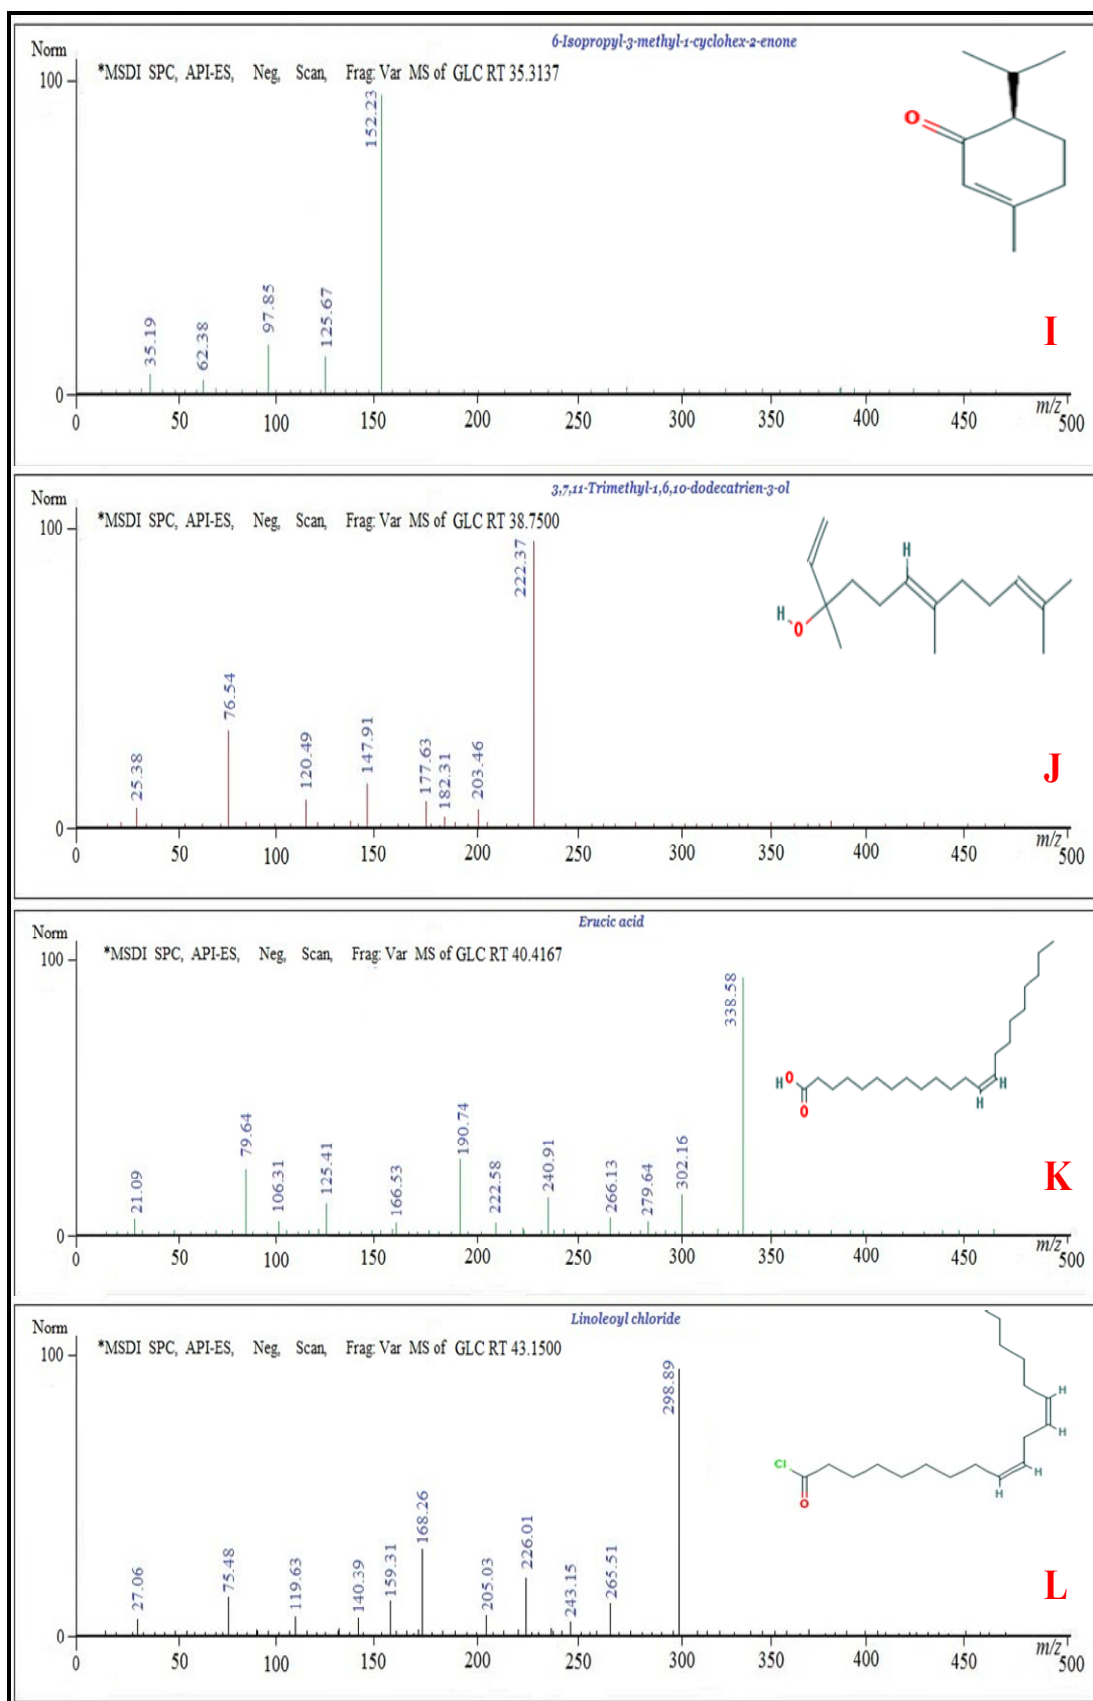 6-Isopropyl-3-methyl-1-cyclohex-2-enone
Norm
*MSDI SPC, API-ES, Neg, Scan, Frag: Var MS of GLC RT 35.3137
100
152.23
O
35.19
62.38
97.85
125.67
I
0
m/z
0 50 100 150 200 250 300 350 400 450 500
3,7,11-Trimethyl-1,6,10-dodecatrien-3-ol
Norm
*MSDI SPC, API-ES, Neg, Scan, Frag: Var MS of GLC RT 38.7500
100
222.37
H
H
O
25.38
76.54
120.49
147.91
177.63
182.31
203.46
J
0
m/z
0 50 100 150 200 250 300 350 400 450 500
Erucic acid
Norm
*MSDI SPC, API-ES, Neg, Scan, Frag: Var MS of GLC RT 40.4167
100
338.58
H O
O
H
H
21.09
79.64
106.31
125.41
166.53
190.74
222.58
240.91
266.13
279.64
302.16
K
0
m/z
0 50 100 150 200 250 300 350 400 450 500
Linoleoyl chloride
Norm
*MSDI SPC, API-ES, Neg, Scan, Frag: Var MS of GLC RT 43.1500
100
298.89
H
H
Cl
H
H
O
27.06
75.48
119.63
140.39
159.31
168.26
205.03
226.01
243.15
265.51
L
0
m/z
0 50 100 150 200 250 300 350 400 450 500